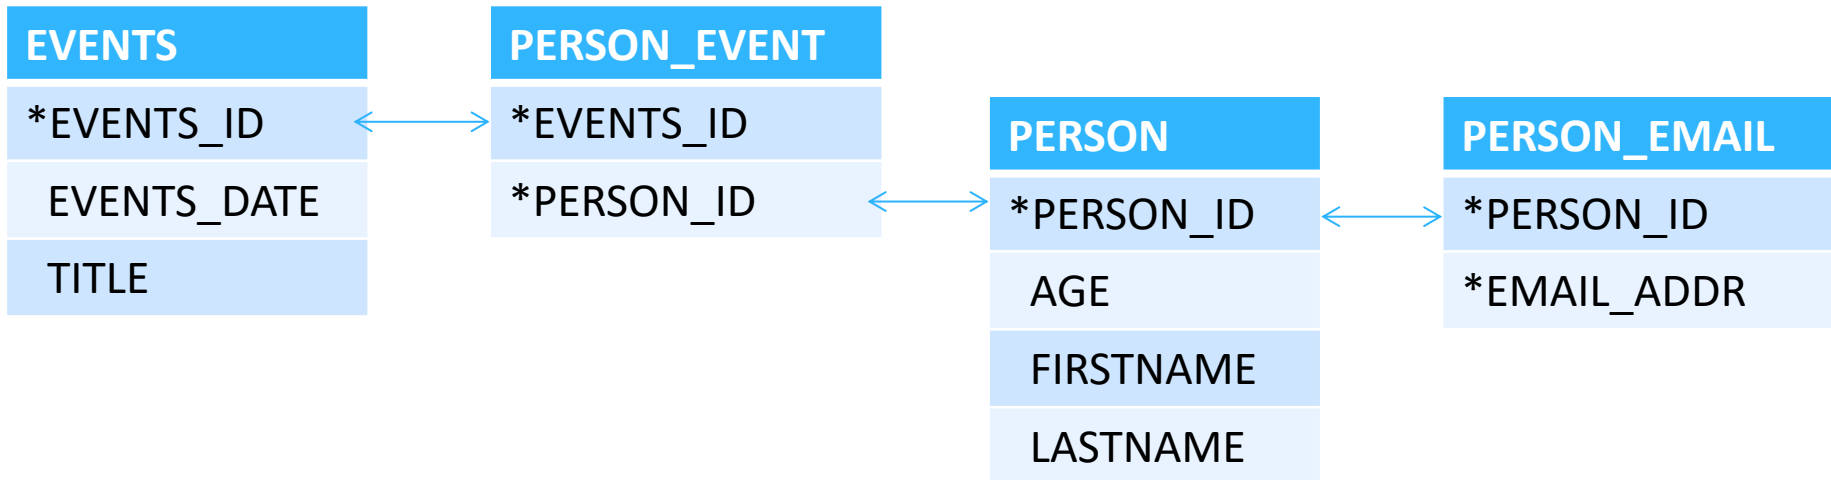 EVENTS
*EVENTS_ID
EVENTS_DATE
TITLE
PERSON_EVENT
*EVENTS_ID
*PERSON_ID
PERSON
*PERSON_ID
AGE
FIRSTNAME
LASTNAME
PERSON_EMAIL
*PERSON_ID
*EMAIL_ADDR